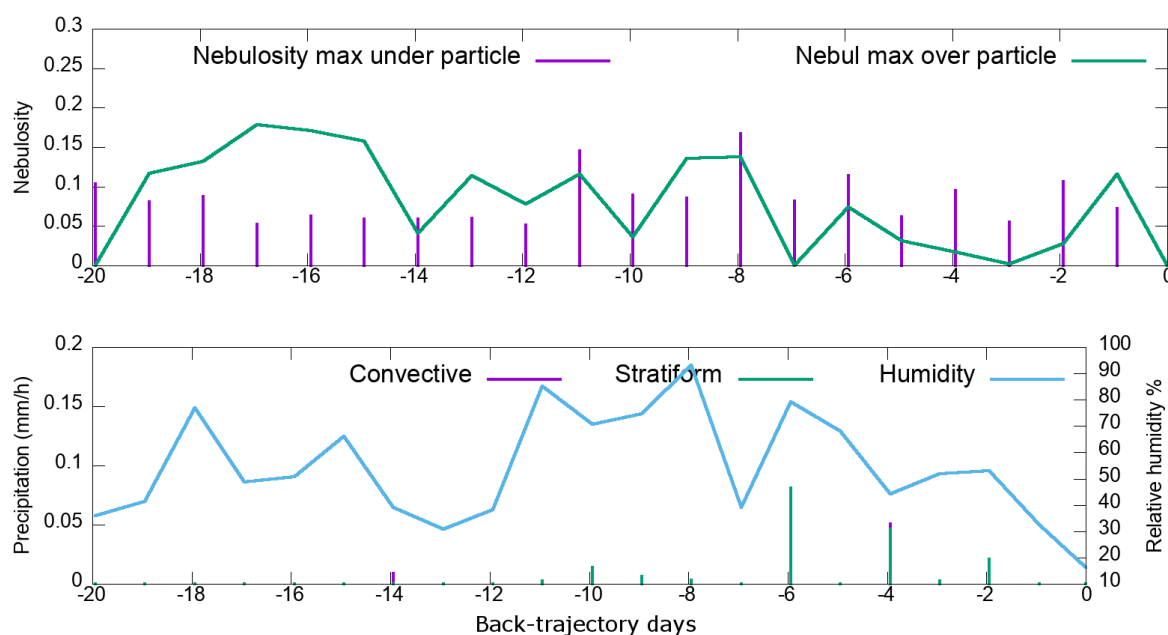 0.3
Nebulosity max under particle
Nebul max over particle
0.25
0.2
0.15
0.1
0.05
0
Nebulosity
-20 -18 -16 -14 -12 -10 -8 -6 -4 -2 0
0.2
100
Convective
Stratiform
Humidity
90
0.15
80
70
0.1
60
50
0.05
40
30
20
0
10
Precipitation (mm/h)
Relative humidity %
-20 -18 -16 -14 -12 -10 -8 -6 -4 -2 0
Back-trajectory days